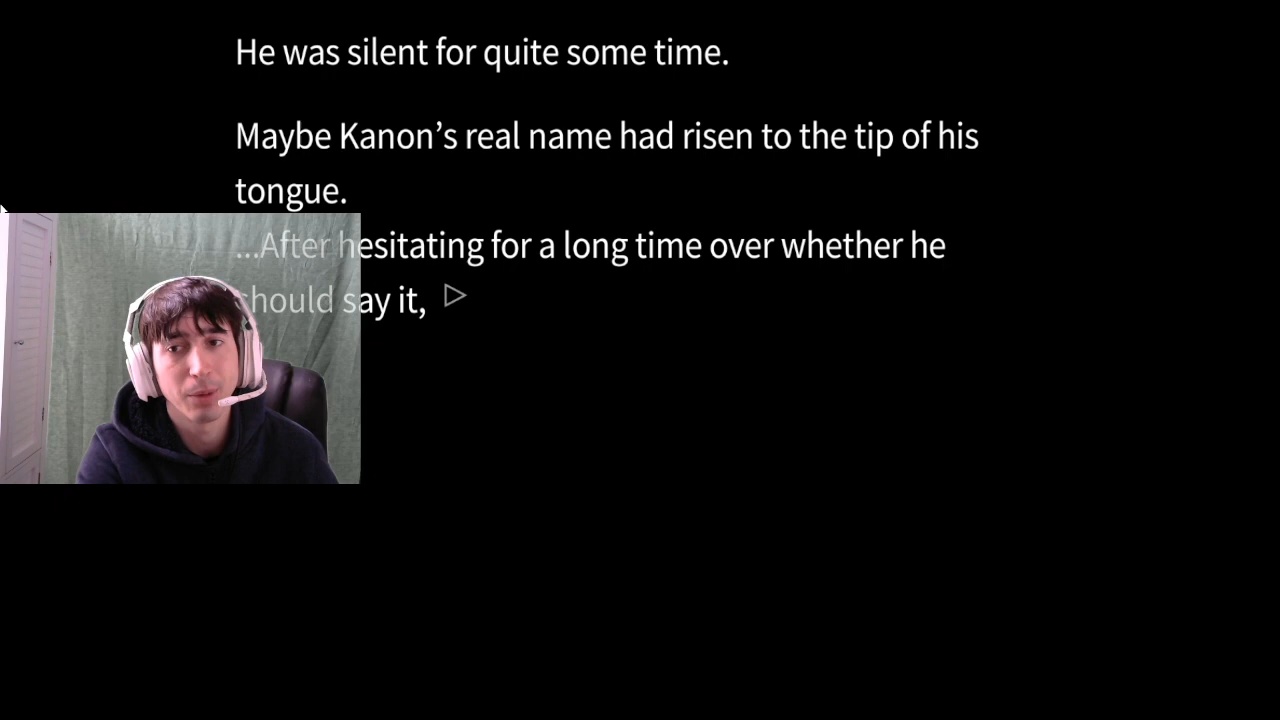 He was silent for quite some time.
Maybe Kanon’s real name had risen to the tip of his
tongue.
...After hesitating for a long time over whether he
should say it,